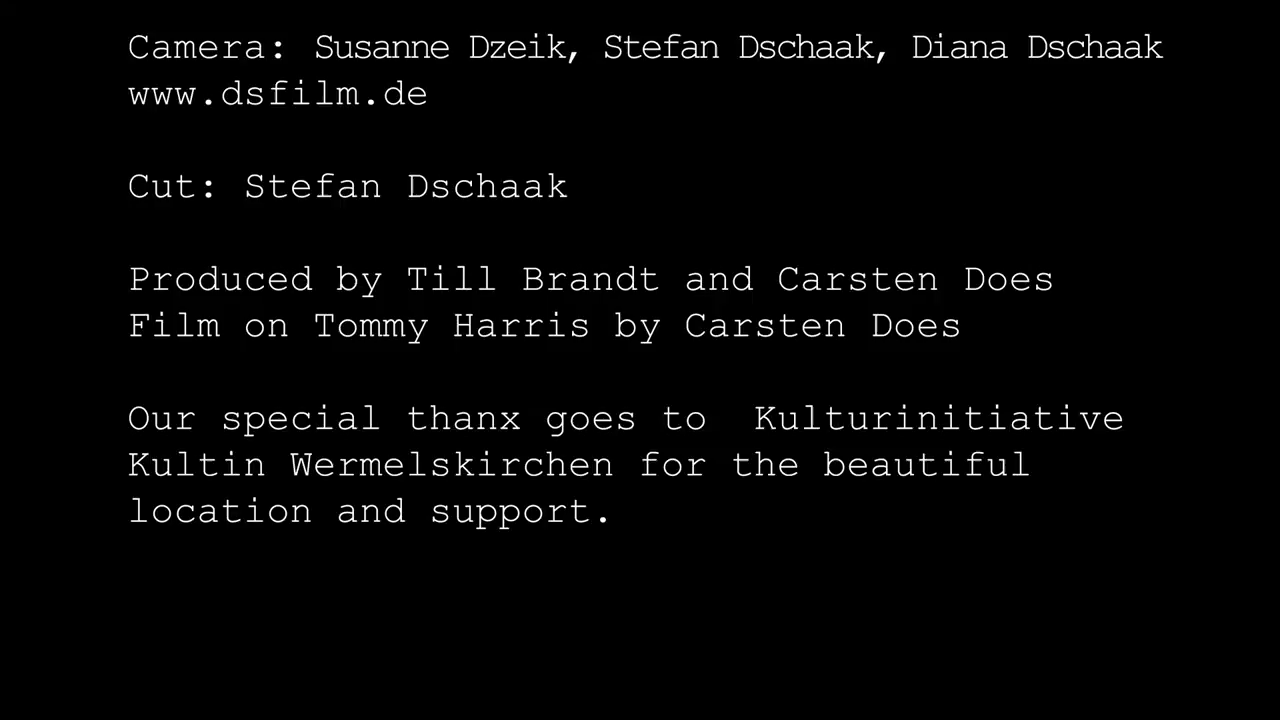 Camera: Susanne Dzeik, Stefan Dschaak, Diana Dschaak
www.dsfilm.de
Cut: Stefan Dschaak
Produced by Till Brandt and Carsten Does
Film on Tommy Harris by Carsten Does
Our special thanx goes to  Kulturinitiative
Kultin Wermelskirchen for the beautiful
location and support.